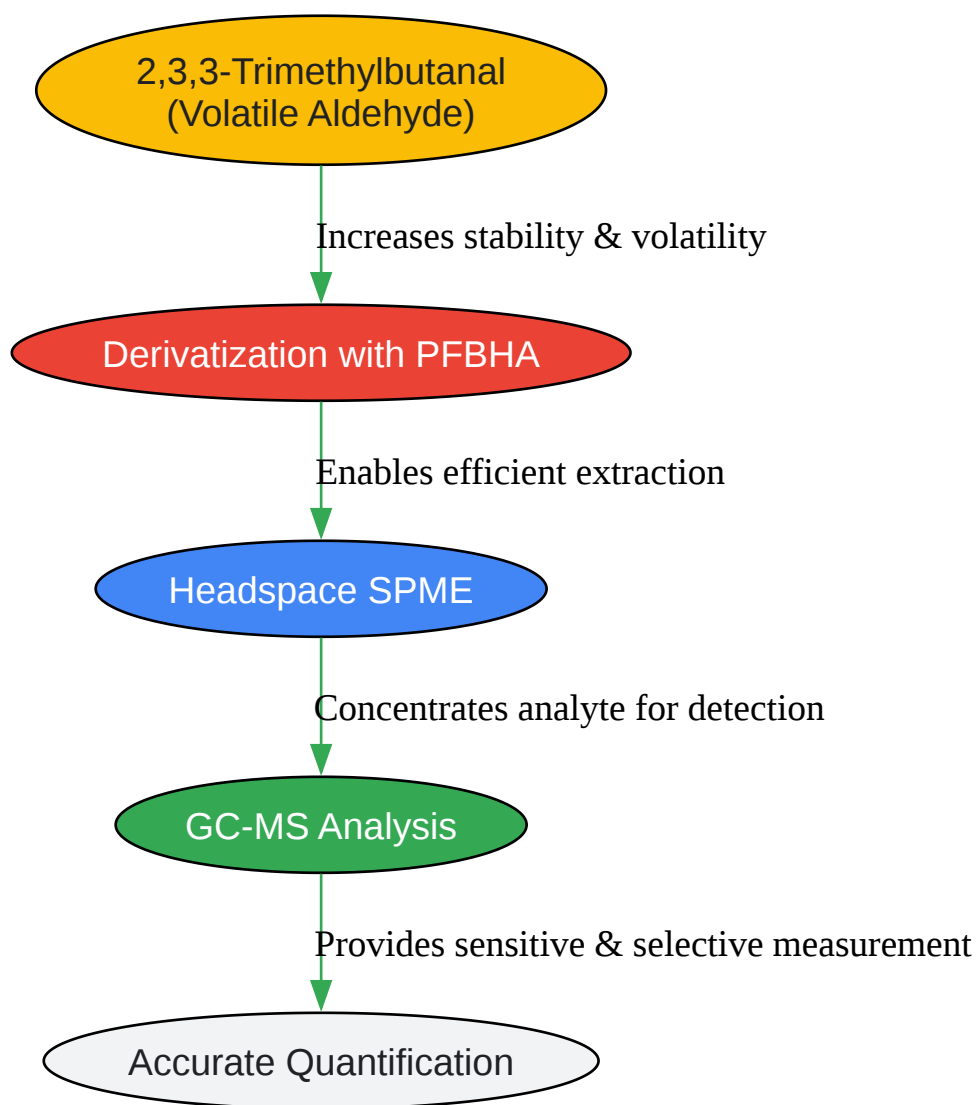 2,3,3-Trimethylbutanal
(Volatile Aldehyde)
Increases stability & volatility
Derivatization with PFBHA
Enables efficient extraction
Headspace SPME
Concentrates analyte for detection
GC-MS Analysis
Provides sensitive & selective measurement
Accurate Quantification